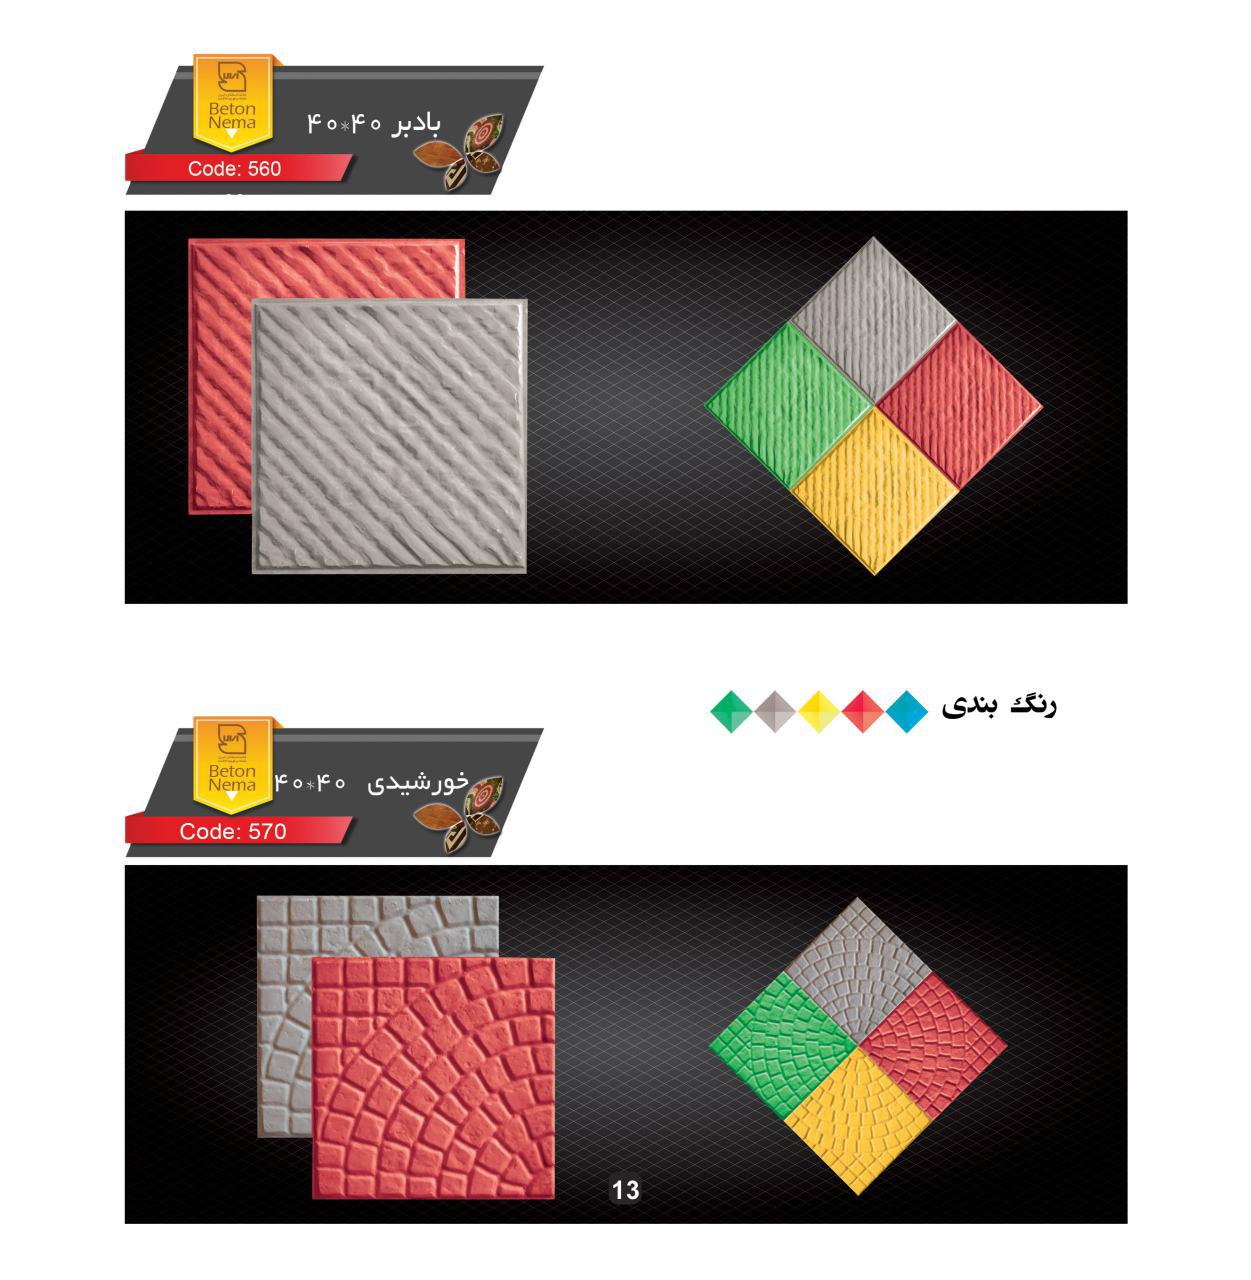 Beton
Nema
بادبر ۴۰*۴۰
Code: 560
رنگ بندی
Beton
Nema
خورشیدی ۴۰*۴۰
Code: 570
13